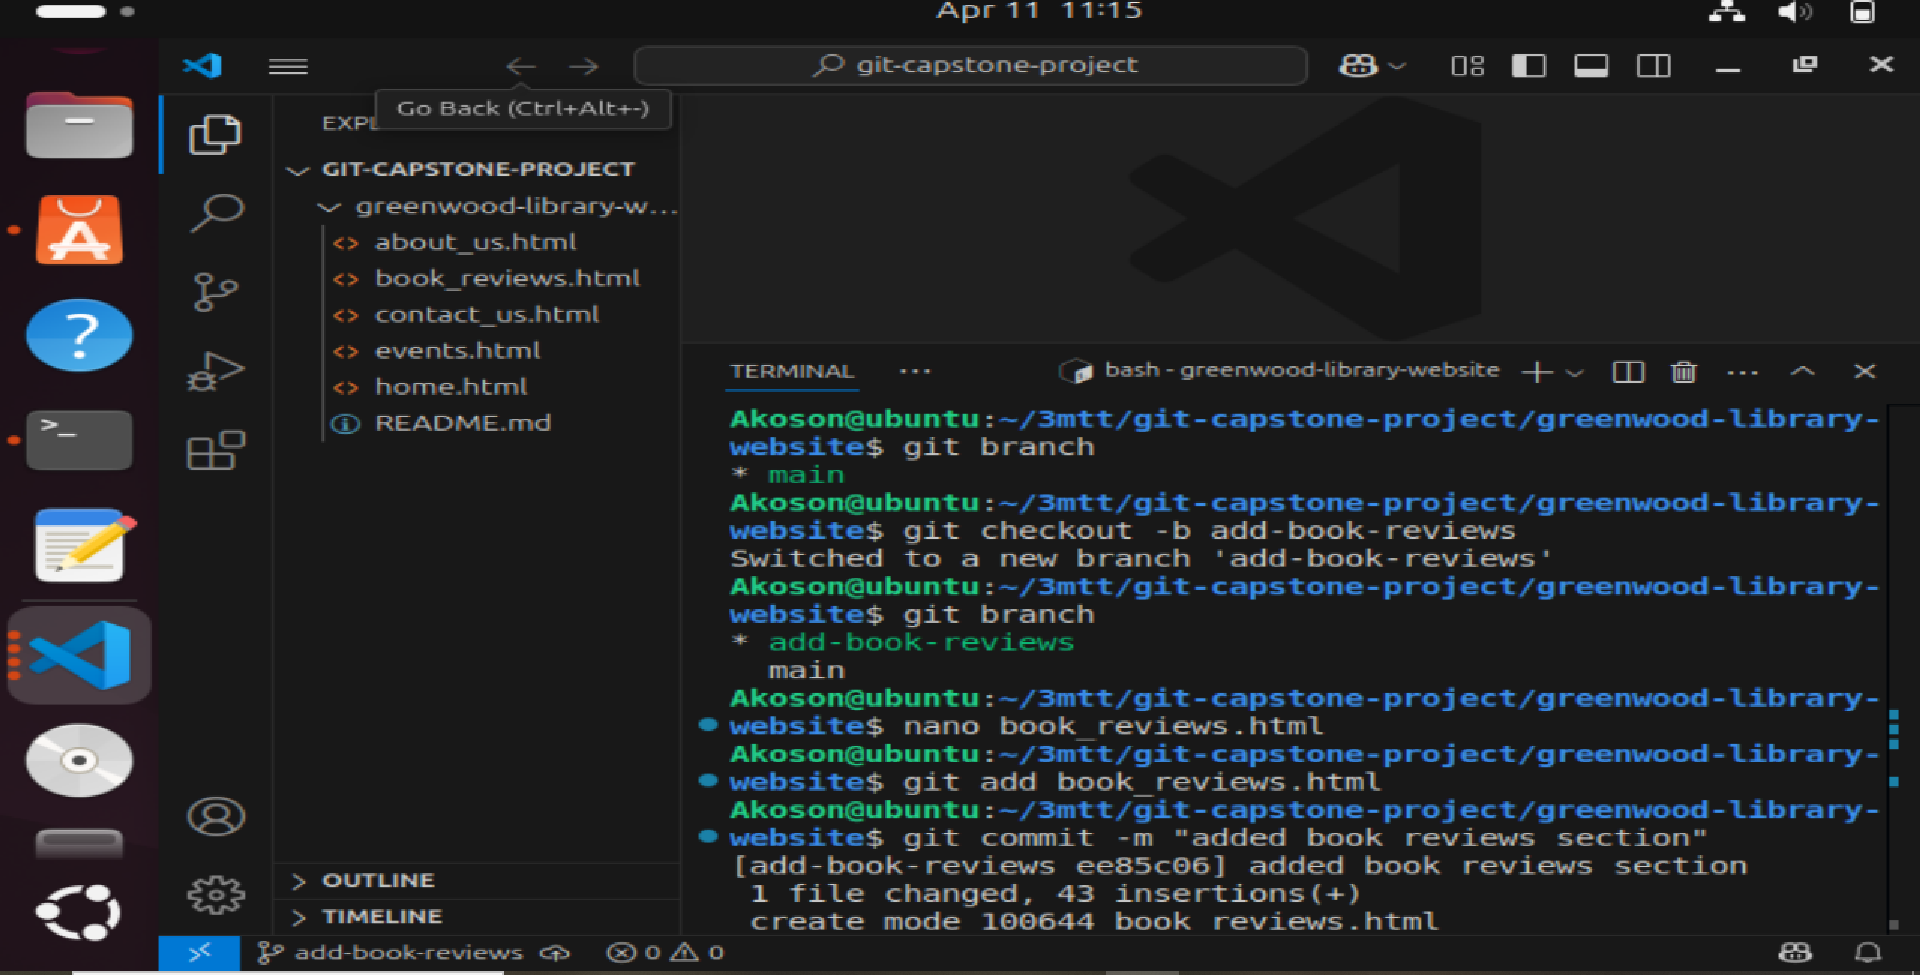 Apr 11 11:15
git-capstone-project
Go Back (Ctrl+Alt+-)
EXPL
GIT-CAPSTONE-PROJECT
greenwood-library-w...
about_us.html
book_reviews.html
contact_us.html
events.html
home.html
README.md
OUTLINE
TIMELINE
TERMINAL ... bash - greenwood-library-website
Akoson@ubuntu:~/3mtt/git-capstone-project/greenwood-library-
website$ git branch
* main
Akoson@ubuntu:~/3mtt/git-capstone-project/greenwood-library-
website$ git checkout -b add-book-reviews
Switched to a new branch 'add-book-reviews'
Akoson@ubuntu:~/3mtt/git-capstone-project/greenwood-library-
website$ git branch
* add-book-reviews
main
Akoson@ubuntu:~/3mtt/git-capstone-project/greenwood-library-
website$ nano book_reviews.html
Akoson@ubuntu:~/3mtt/git-capstone-project/greenwood-library-
website$ git add book_reviews.html
Akoson@ubuntu:~/3mtt/git-capstone-project/greenwood-library-
website$ git commit -m "added book reviews section"
[add-book-reviews ee85c06] added book reviews section
1 file changed, 43 insertions(+)
create mode 100644 book_reviews.html
add-book-reviews 0 0